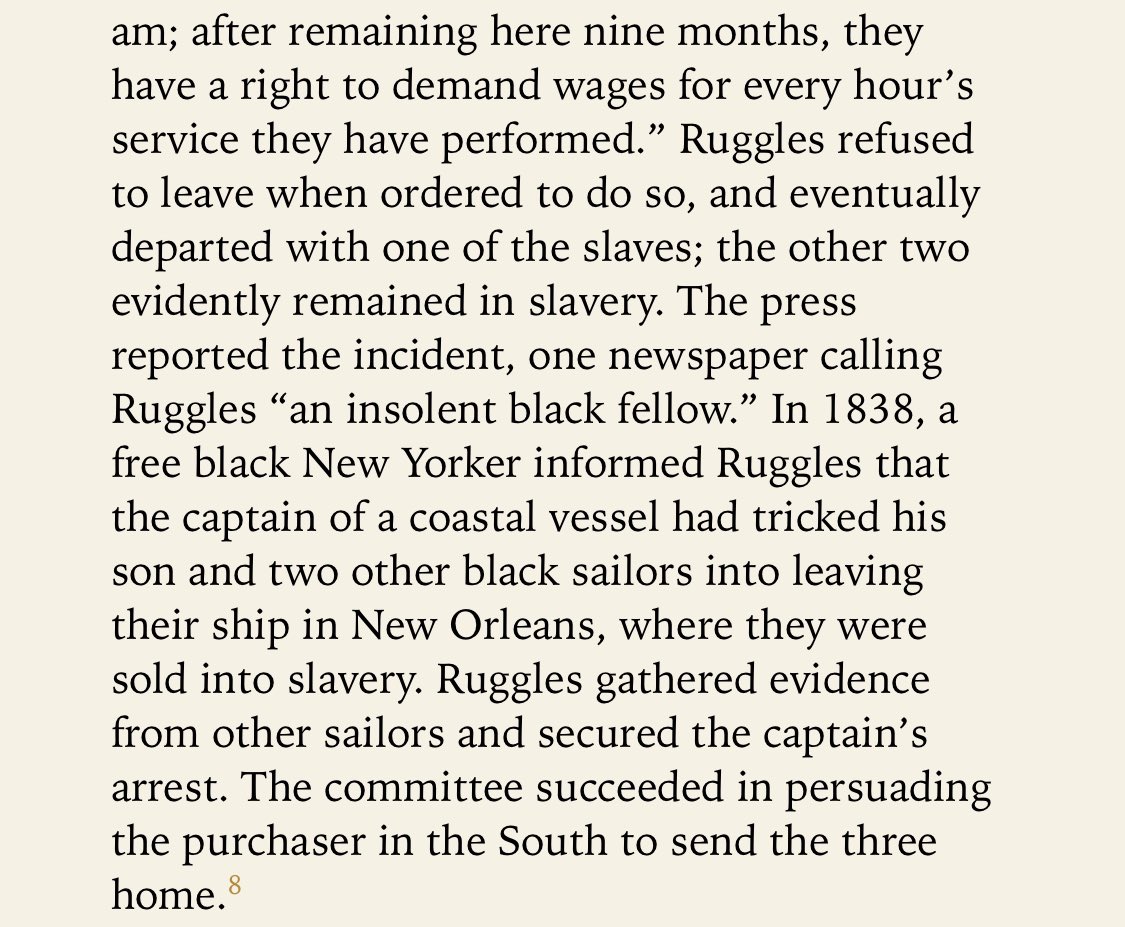 am; after remaining here nine months, they
have a right to demand wages for every hour’s
service they have performed.” Ruggles refused
to leave when ordered to do so, and eventually
departed with one of the slaves; the other two
evidently remained in slavery. The press
reported the incident, one newspaper calling
Ruggles “an insolent black fellow.” In 1838, a
free black New Yorker informed Ruggles that
the captain of a coastal vessel had tricked his
son and two other black sailors into leaving
their ship in New Orleans, where they were
sold into slavery. Ruggles gathered evidence
from other sailors and secured the captain’s
arrest. The committee succeeded in persuading
the purchaser in the South to send the three
home.8